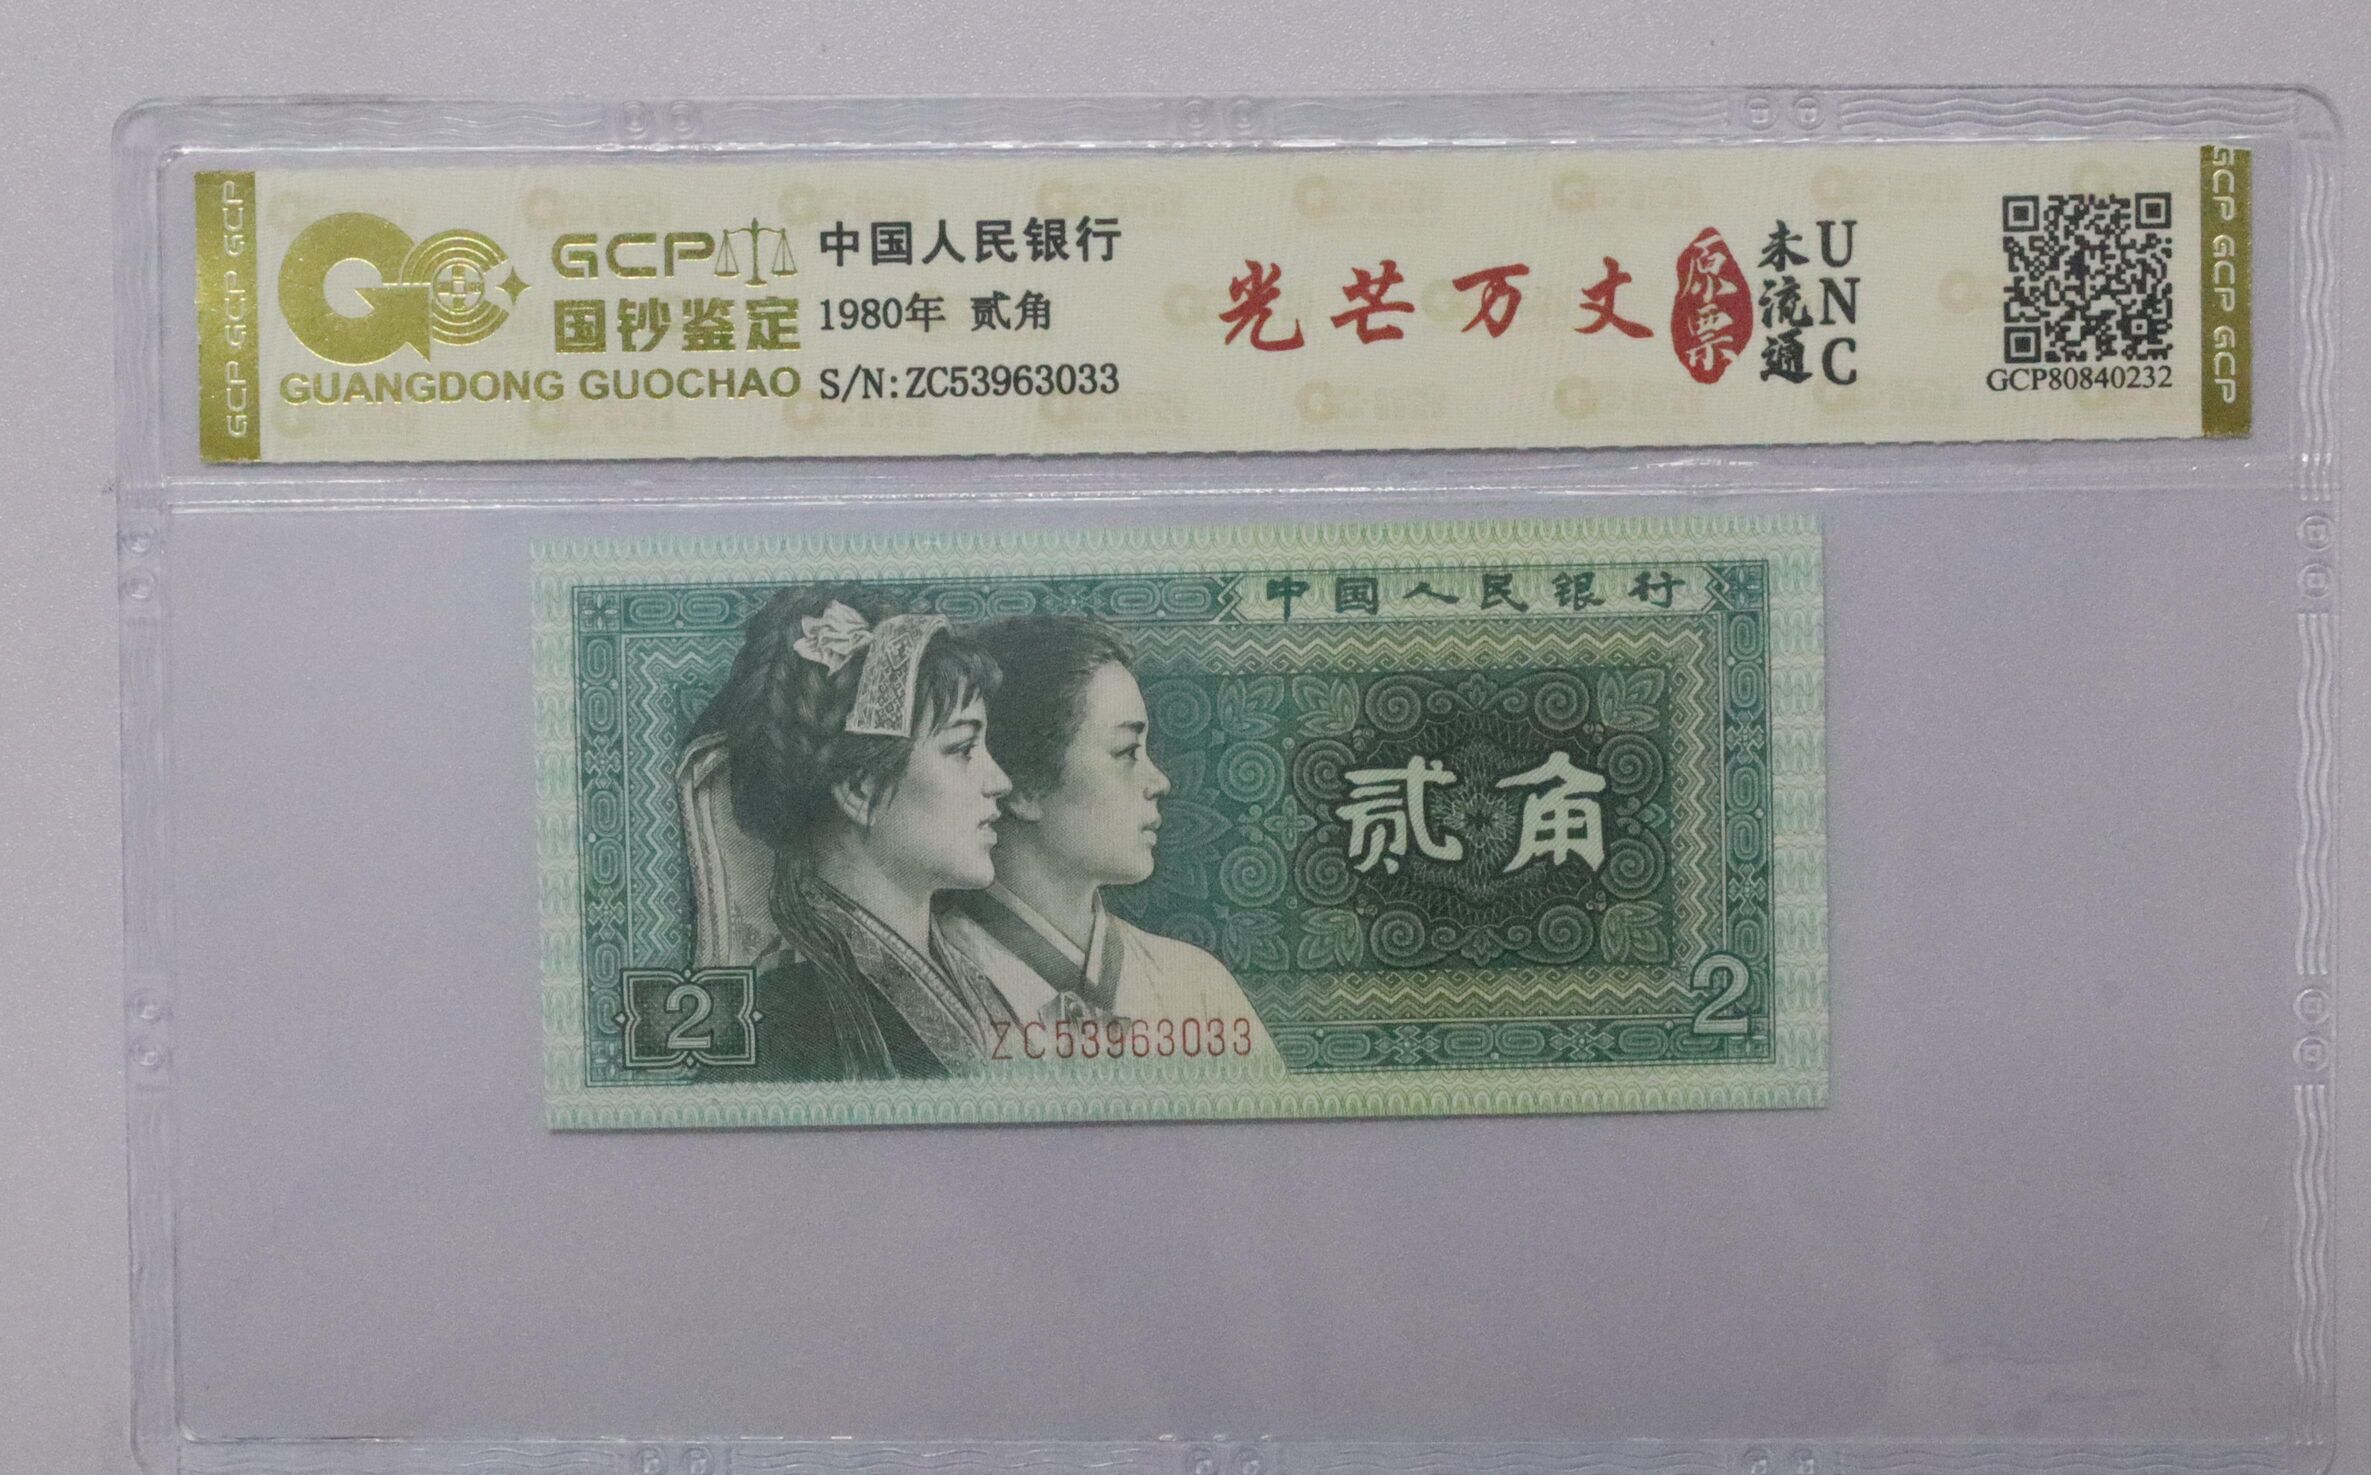 GCP GCP GCP
GCP
国钞鉴定
GUANGDONG GUOCHAO
中国人民银行
1980年 贰角
S/N:ZC53963033
光芒万丈
原票
未流通
UNC
GCP80840232
GCP GCP GCP
中国人民银行
贰角
2
2
ZC53963033